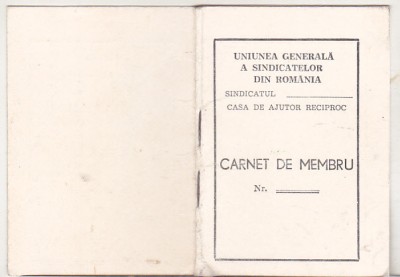 UNIUNEA GENERALĂ
A SINDICATELOR
DIN ROMÂNIA
SINDICATUL
CASA DE AJUTOR RECIPROC
CARNET DE MEMBRU
Nr.